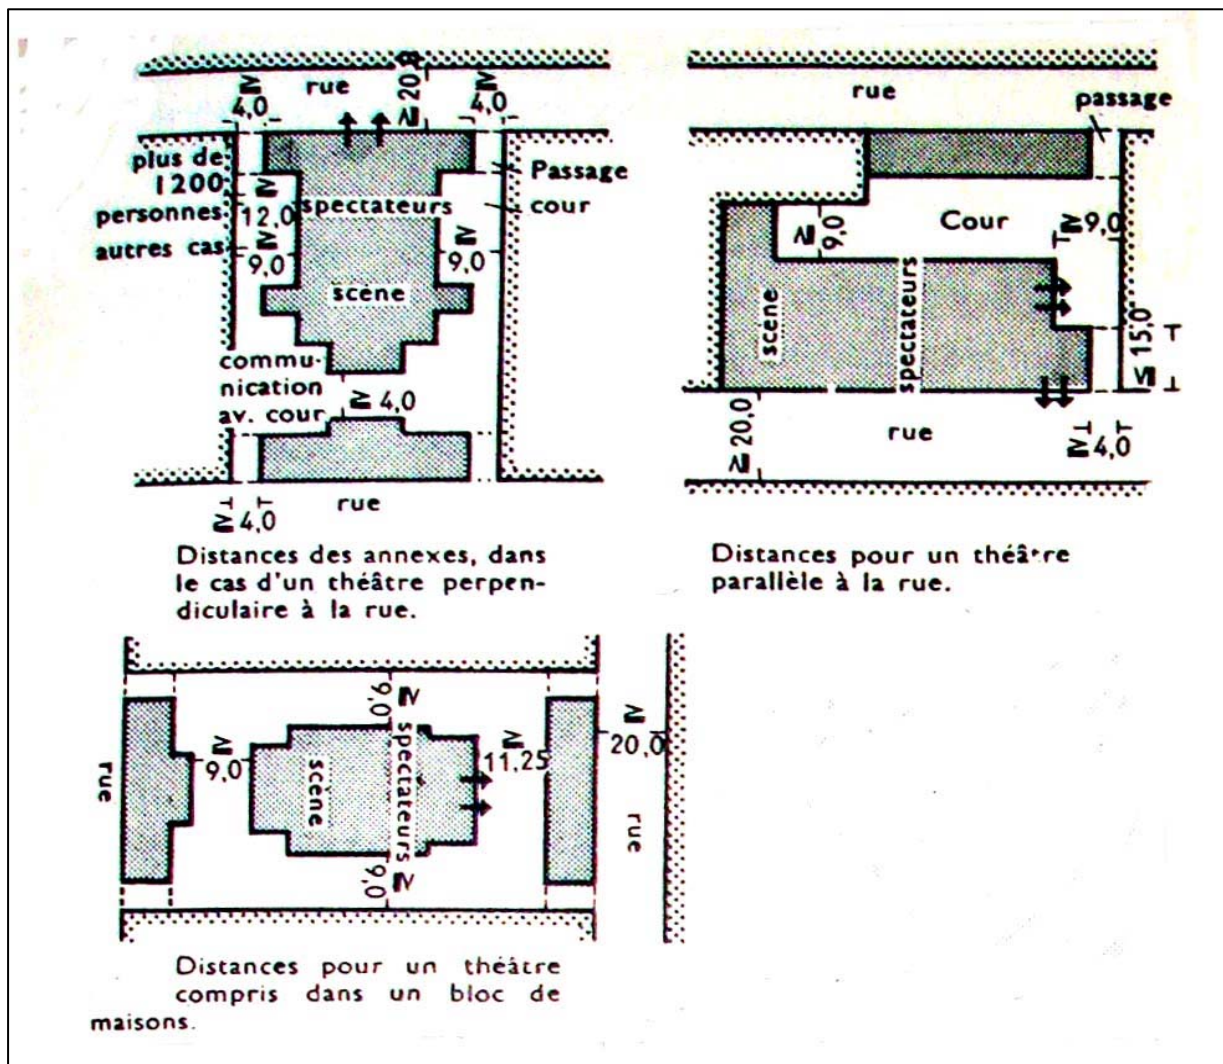 rue
≧ 4,0
≧ 20,0
≧ 4,0
plus de
1200
personnes
autres cas
≧ 12,0
≧ 9,0
spectateurs
≧ 9,0
scène
Passage
cour
commu-
nication
av. cour
≧ 4,0
rue
≧ 4,0
Distances des annexes, dans
le cas d'un théâtre perpen-
diculaire à la rue.
rue
passage
≧ 9,0
Cour
≧ 9,0
scène
spectateurs
≦ 15,0
≧ 20,0
rue
≧ 4,0
Distances pour un théâtre
parallèle à la rue.
rue
≧ 9,0
scène
≧ 9,0
spectateurs
≧ 9,0
≧ 11,25
≧ 20,0
rue
Distances pour un théâtre
compris dans un bloc de
maisons.